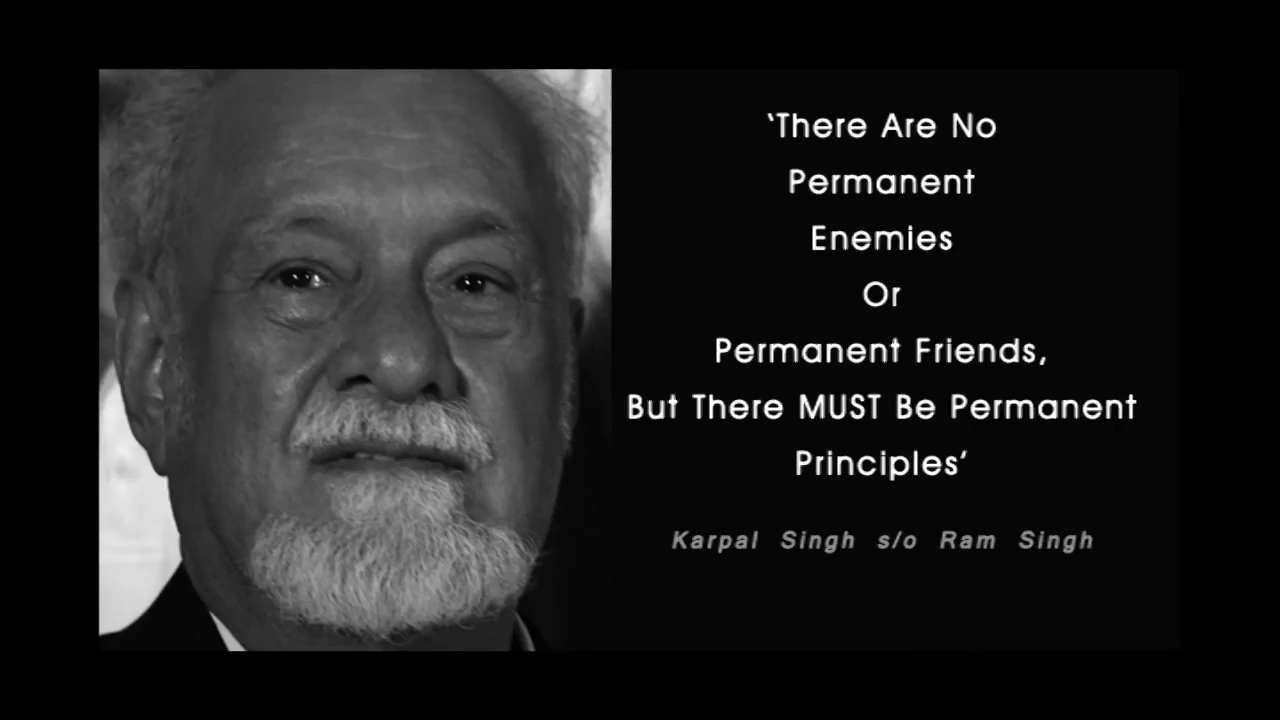 ‘There Are No
Permanent
Enemies
Or
Permanent Friends,
But There MUST Be Permanent
Principles’
Karpal Singh s/o Ram Singh